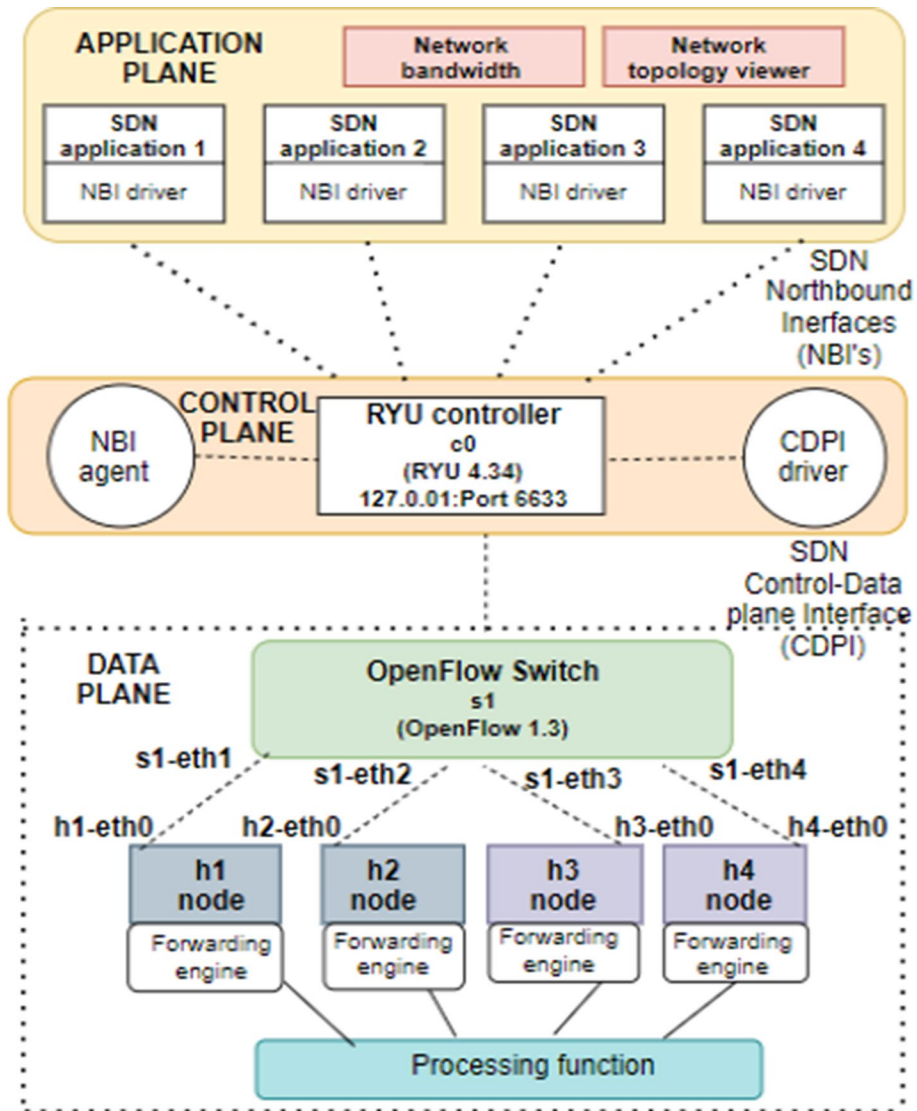 APPLICATION
PLANE
Network
bandwidth
Network
topology viewer
SDN
application 1
NBI driver
SDN
application 2
NBI driver
SDN
application 3
NBI driver
SDN
application 4
NBI driver
SDN
Northbound
Inerfaces
(NBI's)
CONTROL
PLANE
NBI
agent
RYU controller
c0
(RYU 4.34)
127.0.01:Port 6633
CDPI
driver
SDN
Control-Data
plane Interface
(CDPI)
DATA
PLANE
OpenFlow Switch
s1
(OpenFlow 1.3)
s1-eth1
s1-eth2
s1-eth3
s1-eth4
h1-eth0
h2-eth0
h3-eth0
h4-eth0
h1
node
Forwarding
engine
h2
node
Forwarding
engine
h3
node
Forwarding
engine
h4
node
Forwarding
engine
Processing function